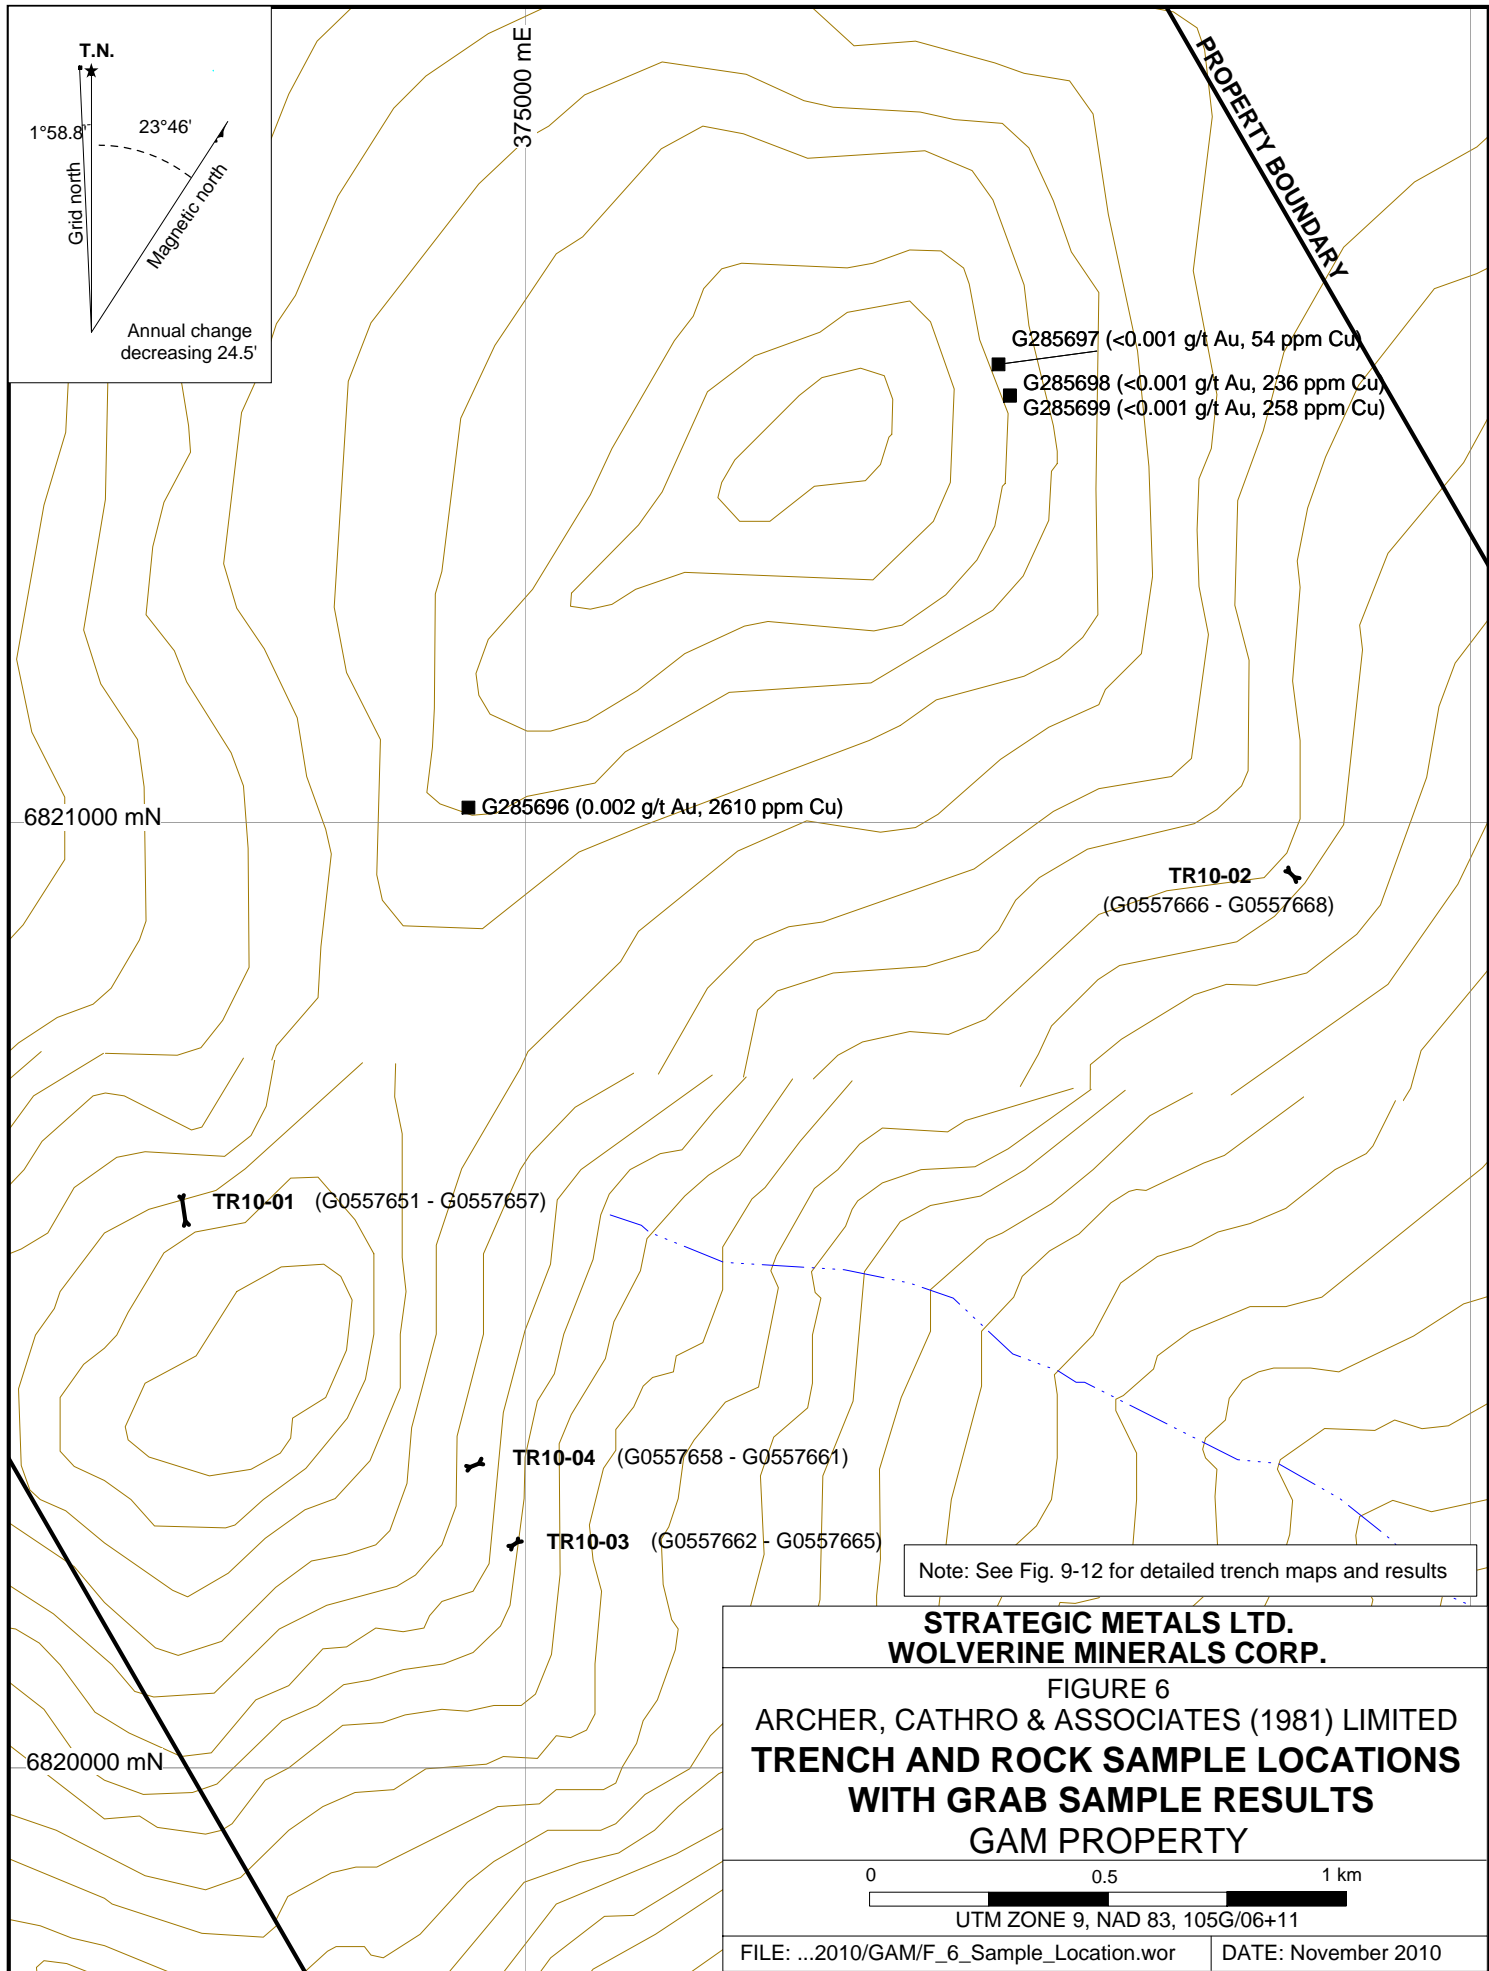 T.N.
1°58.8'
23°46'
Grid north
Magnetic north
Annual change
decreasing 24.5'
375000 mE
PROPERTY BOUNDARY
G285697 (<0.001 g/t Au, 54 ppm Cu)
G285698 (<0.001 g/t Au, 236 ppm Cu)
G285699 (<0.001 g/t Au, 258 ppm Cu)
G285696 (0.002 g/t Au, 2610 ppm Cu)
6821000 mN
TR10-02
(G0557666 - G0557668)
TR10-01 (G0557651 - G0557657)
TR10-04 (G0557658 - G0557661)
TR10-03 (G0557662 - G0557665)
Note: See Fig. 9-12 for detailed trench maps and results
6820000 mN
STRATEGIC METALS LTD.
WOLVERINE MINERALS CORP.
FIGURE 6
ARCHER, CATHRO & ASSOCIATES (1981) LIMITED
TRENCH AND ROCK SAMPLE LOCATIONS
WITH GRAB SAMPLE RESULTS
GAM PROPERTY
0 0.5 1 km
UTM ZONE 9, NAD 83, 105G/06+11
FILE: ...2010/GAM/F_6_Sample_Location.wor
DATE: November 2010